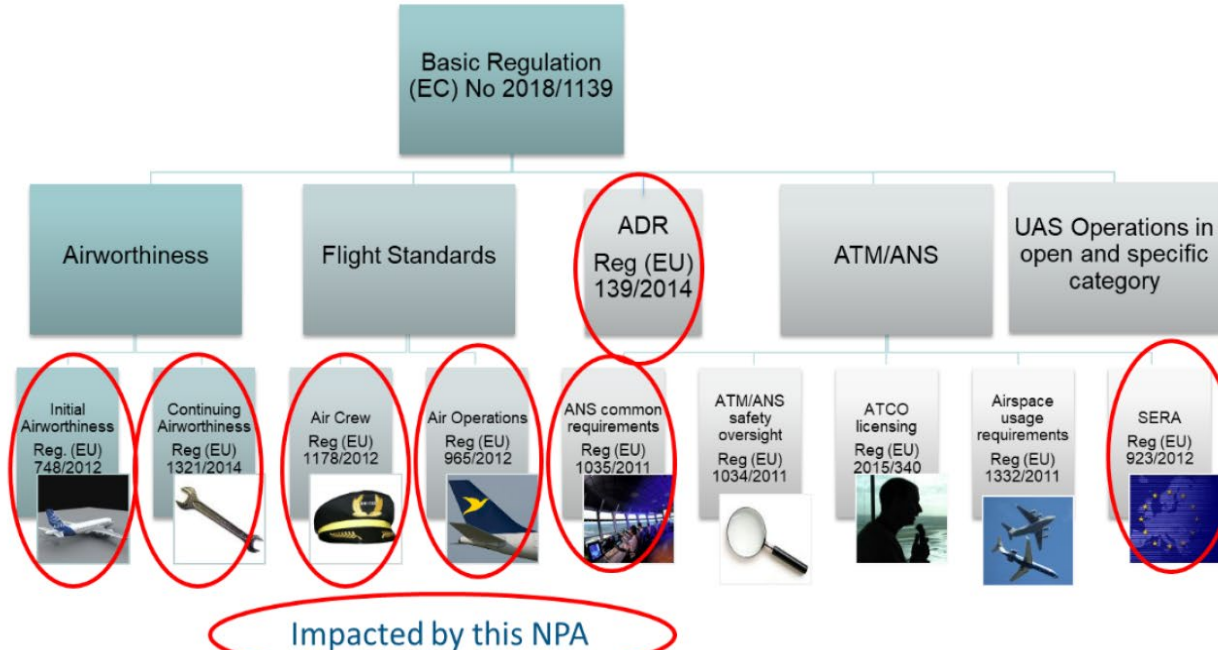 Basic Regulation
(EC) No 2018/1139
Airworthiness
Flight Standards
ADR
Reg (EU)
139/2014
ATM/ANS
UAS Operations in
open and specific
category
Initial
Airworthiness
Reg. (EU)
748/2012
Continuing
Airworthiness
Reg (EU)
1321/2014
Air Crew
Reg (EU)
1178/2012
Air Operations
Reg (EU)
965/2012
ANS common
requirements
Reg (EU)
1035/2011
ATM/ANS
safety
oversight
Reg (EU)
1034/2011
ATCO
licensing
Reg (EU)
2015/340
Airspace
usage
requirements
Reg (EU)
1332/2011
SERA
Reg (EU)
923/2012
Impacted by this NPA